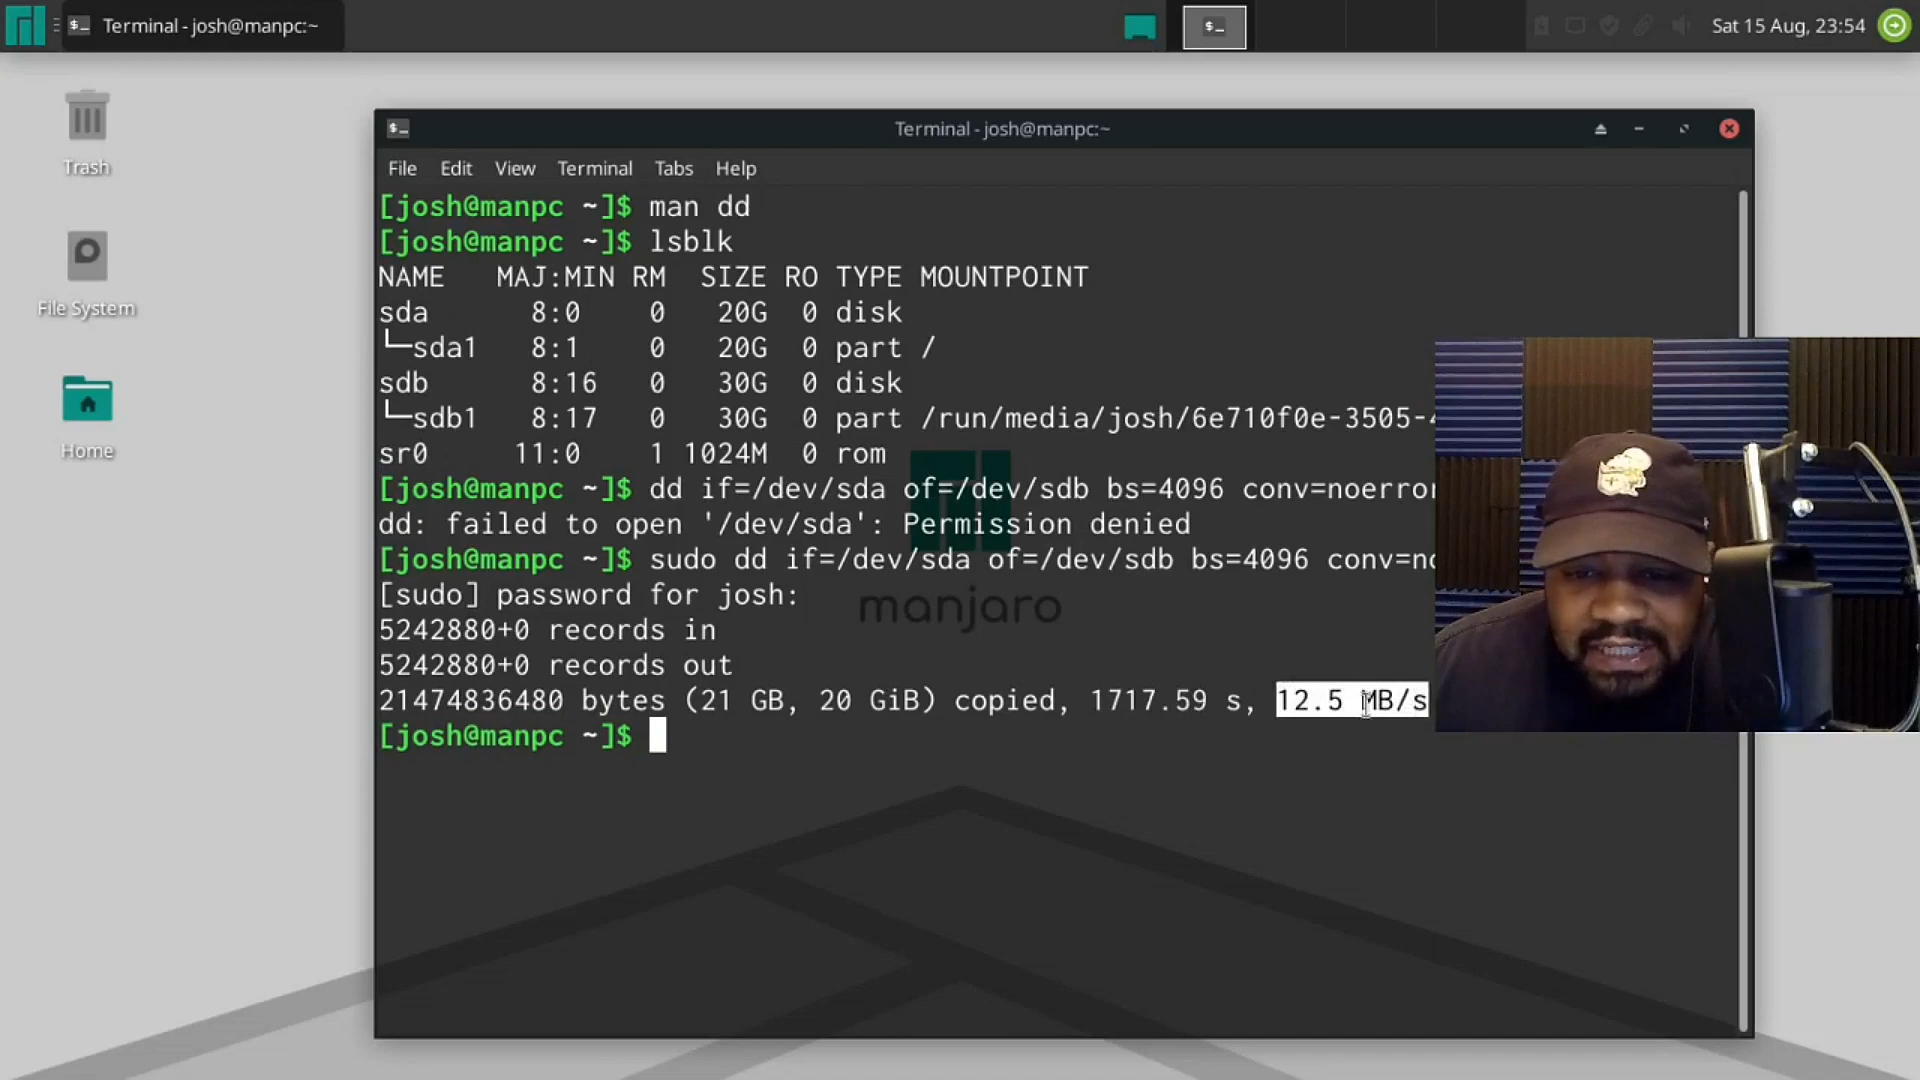 Terminal - josh@manpc:~
Sat 15 Aug, 23:54
Trash
File System
Home
Terminal - josh@manpc:~
File Edit View Terminal Tabs Help
[josh@manpc ~]$ man dd
[josh@manpc ~]$ lsblk
NAME MAJ:MIN RM SIZE RO TYPE MOUNTPOINT
sda 8:0 0 20G 0 disk
└─sda1 8:1 0 20G 0 part /
sdb 8:16 0 30G 0 disk
└─sdb1 8:17 0 30G 0 part /run/media/josh/6e710f0e-3505-
sr0 11:0 1 1024M 0 rom
[josh@manpc ~]$ dd if=/dev/sda of=/dev/sdb bs=4096 conv=noerror
dd: failed to open '/dev/sda': Permission denied
[josh@manpc ~]$ sudo dd if=/dev/sda of=/dev/sdb bs=4096 conv=no
[sudo] password for josh:
manjaro
5242880+0 records in
5242880+0 records out
21474836480 bytes (21 GB, 20 GiB) copied, 1717.59 s, 12.5 MB/s
[josh@manpc ~]$